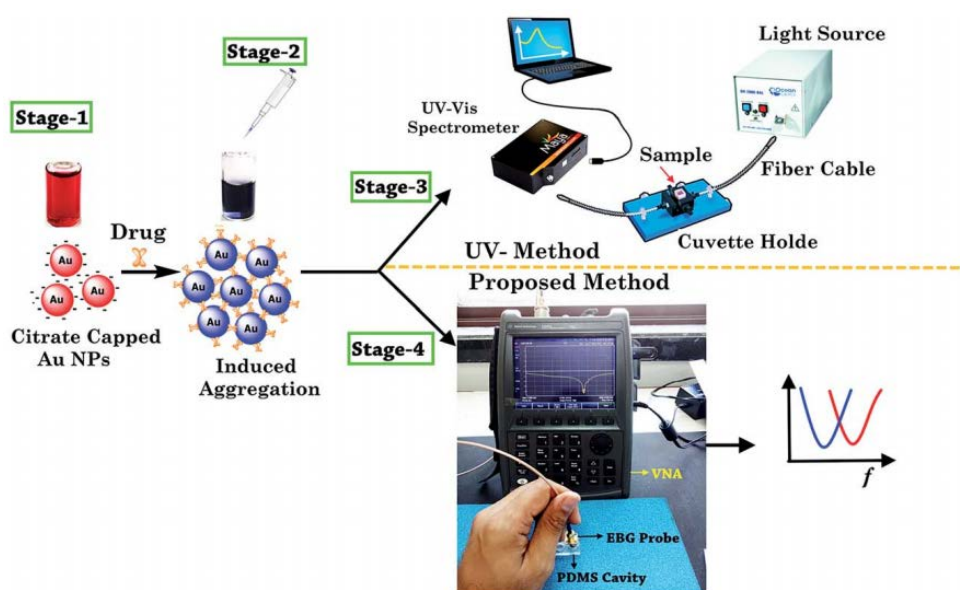 Stage-1
Drug
Au
Au
Au
Citrate Capped
Au NPs
Stage-2
Au
Au
Au
Au
Au
Au
Au
Induced
Aggregation
Stage-3
UV-Vis
Spectrometer
Maya
Light Source
Ocean
Sample
Fiber Cable
Cuvette Holde
UV- Method
Proposed Method
Stage-4
VNA
EBG Probe
PDMS Cavity
f